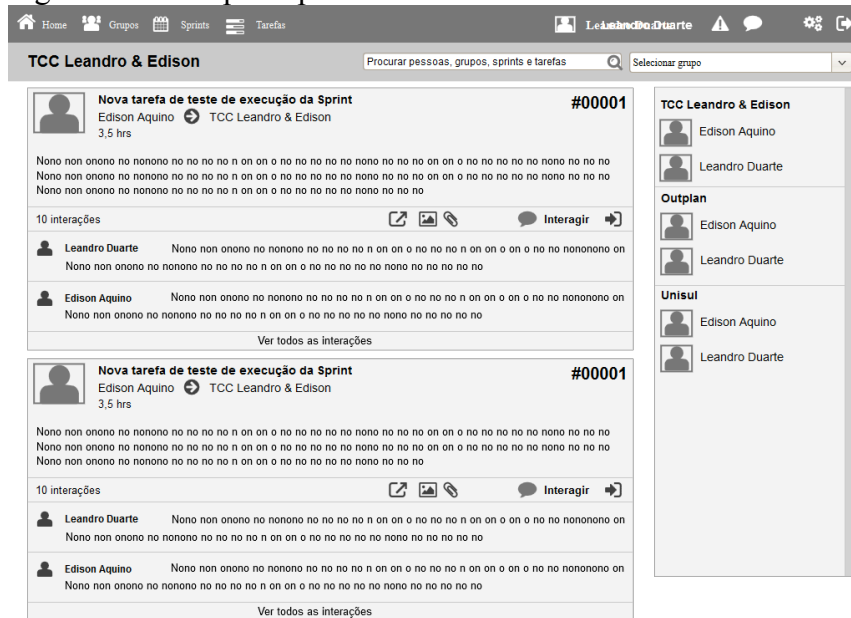 Home Grupos Sprints Tarefas Leandro Duarte
TCC Leandro & Edison Procurar pessoas, grupos, sprints e tarefas Selecionar grupo
Nova tarefa de teste de execução da Sprint #00001
Edison Aquino TCC Leandro & Edison
3,5 hrs
Nono non onono no nonono no no no no n on on o no no no no no nono no no no on on o no no no no no nono no no no
Nono non onono no nonono no no no no n on on o no no no no no nono no no no on on o no no no no no nono no no no
Nono non onono no nonono no no no no n on on o no no no no no nono no no no
10 interações Interagir
Leandro Duarte Nono non onono no nonono no no no no n on on o no no no n on on o on o no no nononono on
Nono non onono no nonono no no no no n on on o no no no no no nono no no no no no
Edison Aquino Nono non onono no nonono no no no no n on on o no no no n on on o on o no no nononono on
Nono non onono no nonono no no no no n on on o no no no no no nono no no no no no
Ver todos as interações
Nova tarefa de teste de execução da Sprint #00001
Edison Aquino TCC Leandro & Edison
3,5 hrs
Nono non onono no nonono no no no no n on on o no no no no no nono no no no on on o no no no no no nono no no no
Nono non onono no nonono no no no no n on on o no no no no no nono no no no on on o no no no no no nono no no no
Nono non onono no nonono no no no no n on on o no no no no no nono no no no
10 interações Interagir
Leandro Duarte Nono non onono no nonono no no no no n on on o no no no n on on o on o no no nononono on
Nono non onono no nonono no no no no n on on o no no no no no nono no no no no no
Edison Aquino Nono non onono no nonono no no no no n on on o no no no n on on o on o no no nononono on
Nono non onono no nonono no no no no n on on o no no no no no nono no no no no no
Ver todos as interações
TCC Leandro & Edison
Edison Aquino
Leandro Duarte
Outplan
Edison Aquino
Leandro Duarte
Unisul
Edison Aquino
Leandro Duarte